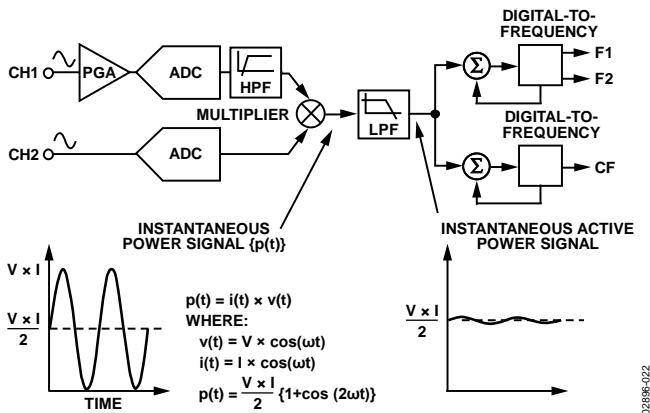 DIGITAL-TO-
FREQUENCY
CH1
PGA
ADC
HPF
MULTIPLIER
LPF
Σ
F1
F2
DIGITAL-TO-
FREQUENCY
CH2
ADC
Σ
CF
INSTANTANEOUS
POWER SIGNAL {p(t)}
INSTANTANEOUS ACTIVE
POWER SIGNAL
V × I
V × I
2
TIME
p(t) = i(t) × v(t)
WHERE:
v(t) = V × cos(ωt)
i(t) = I × cos(ωt)
p(t) = V × I
2
{1+cos (2ωt)}
V × I
2
02896-022